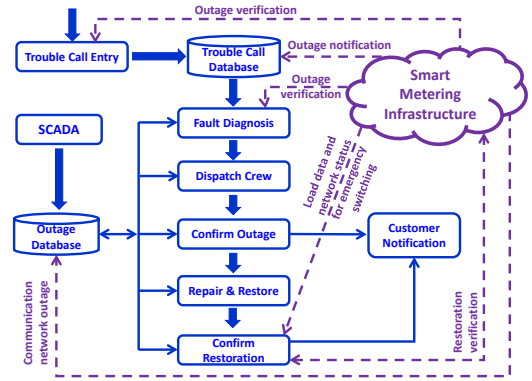 Outage verification
Trouble Call Entry
Trouble Call
Database
Outage notification
Smart
Metering
Infrastructure
Outage
verification
Fault Diagnosis
SCADA
Load data and
network status
for emergency
switching
Dispatch Crew
Outage
Database
Confirm Outage
Customer
Notification
Repair & Restore
Communication
network outage
Confirm
Restoration
Restoration
verification